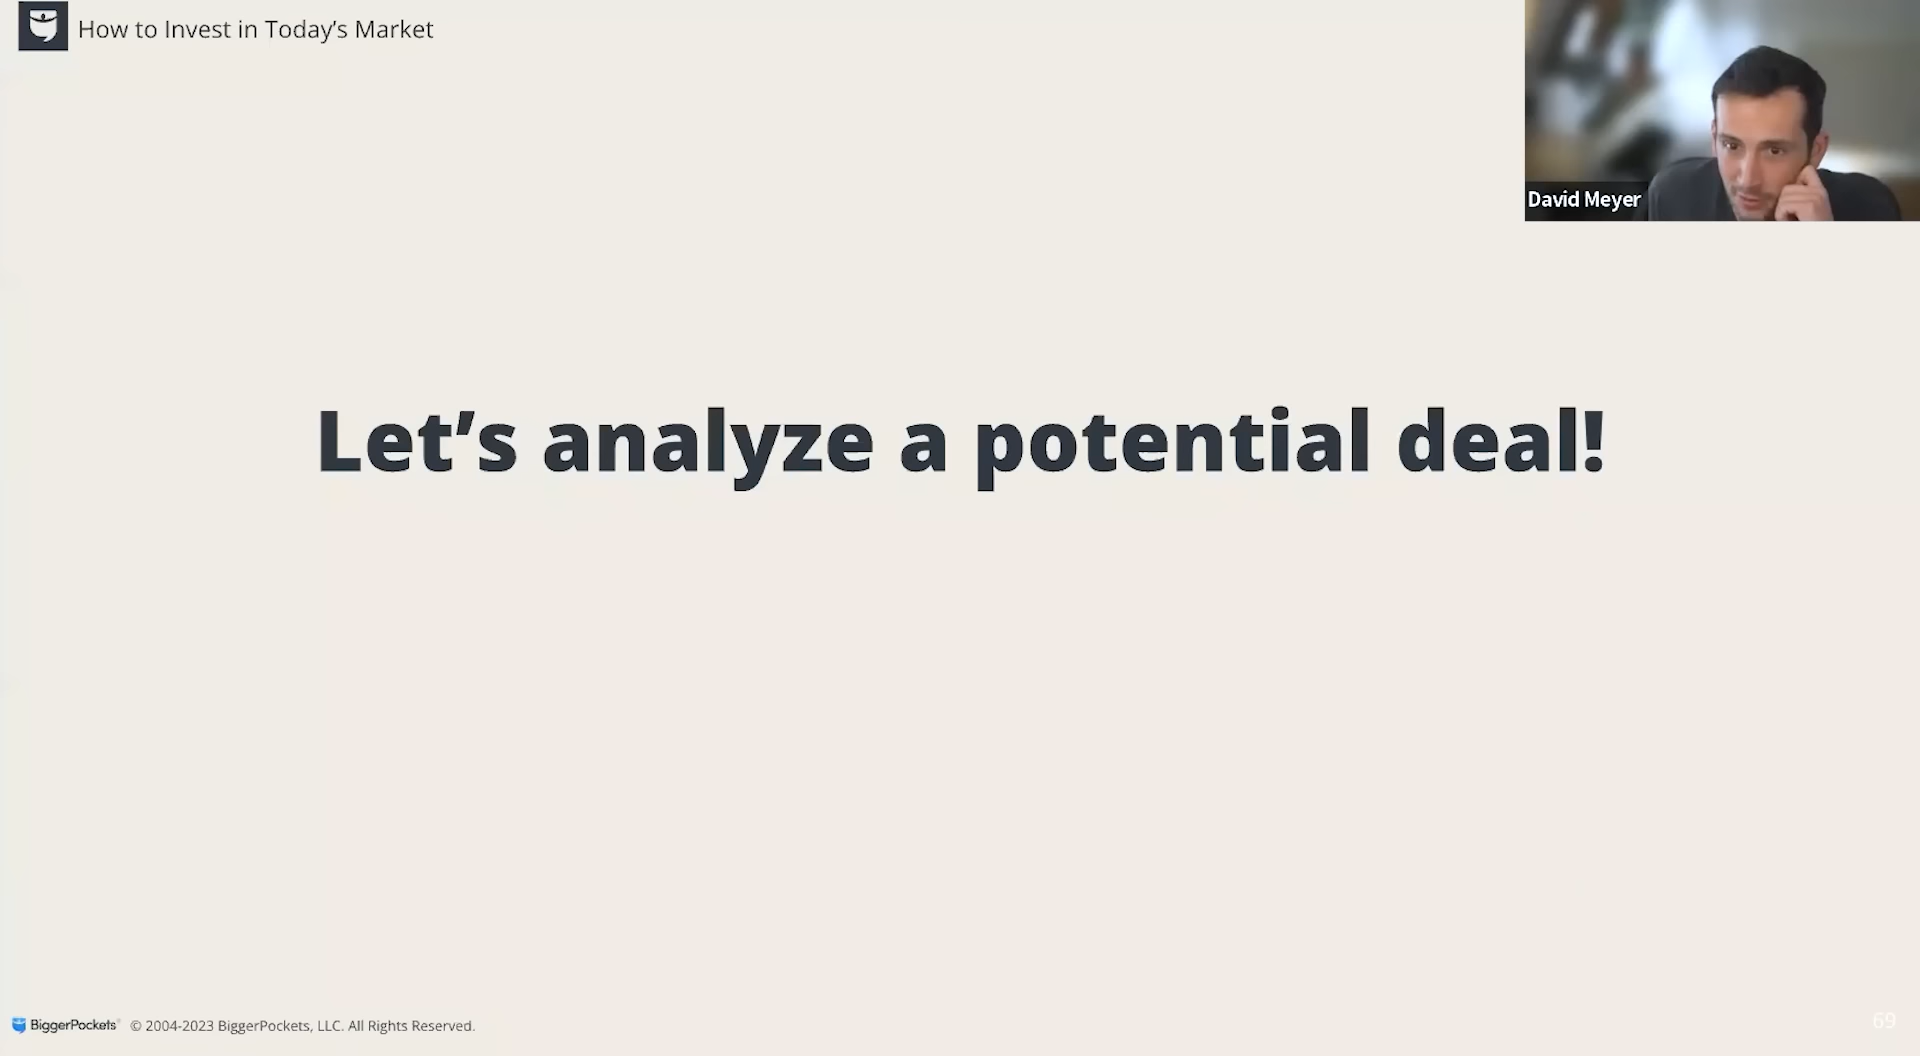 How to Invest in Today's Market
David Meyer
Let's analyze a potential deal!
BiggerPockets
© 2004-2023 BiggerPockets, LLC. All Rights Reserved.
69